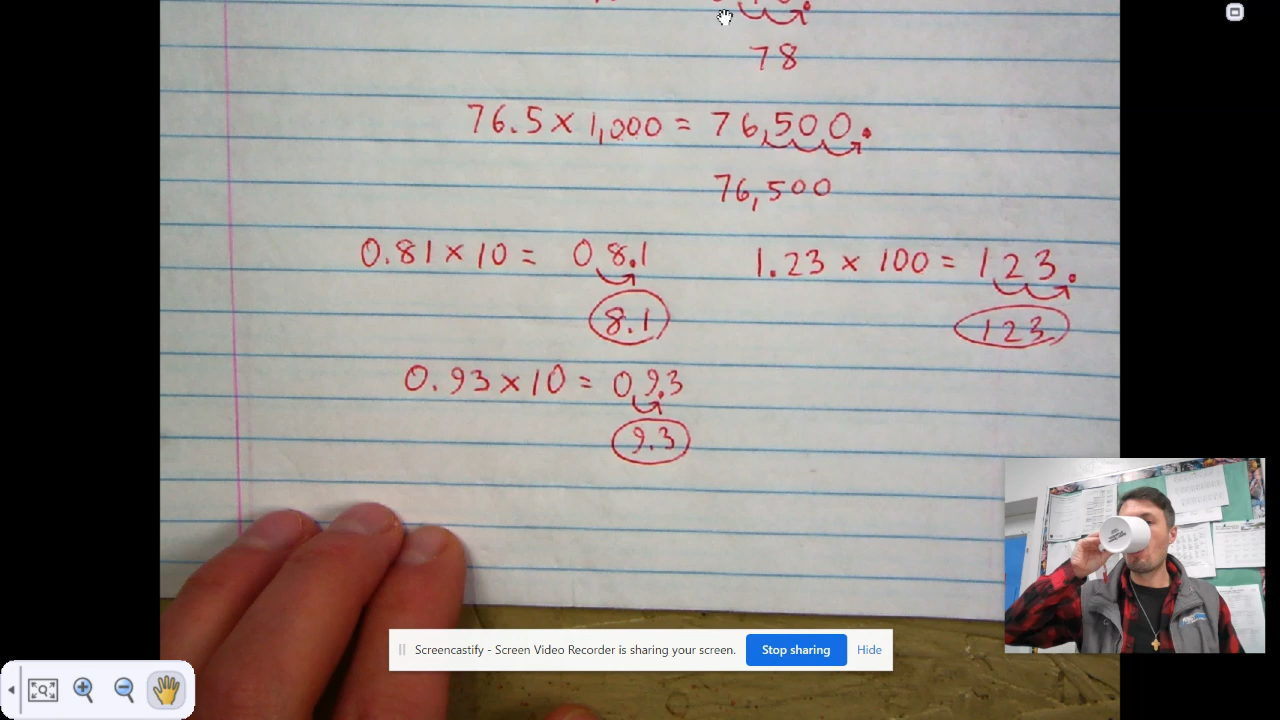 78
76.5 × 1,000 = 76,500.
76,500
0.81 × 10 = 08.1
8.1
1.23 × 100 = 123.
123
0.93 × 10 = 09.3
9.3
Screencastify - Screen Video Recorder is sharing your screen.
Stop sharing
Hide